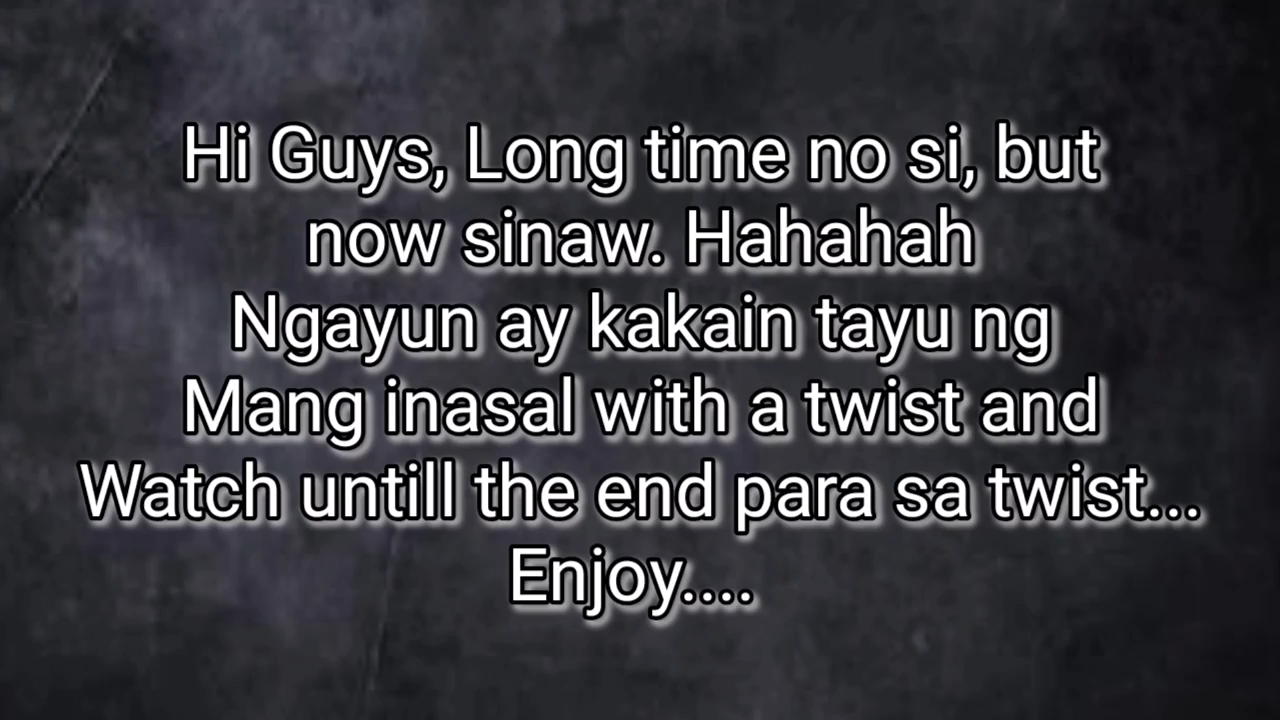 Hi Guys, Long time no si, but
now sinaw. Hahahah
Ngayun ay kakain tayu ng
Mang inasal with a twist and
Watch untill the end para sa twist...
Enjoy....